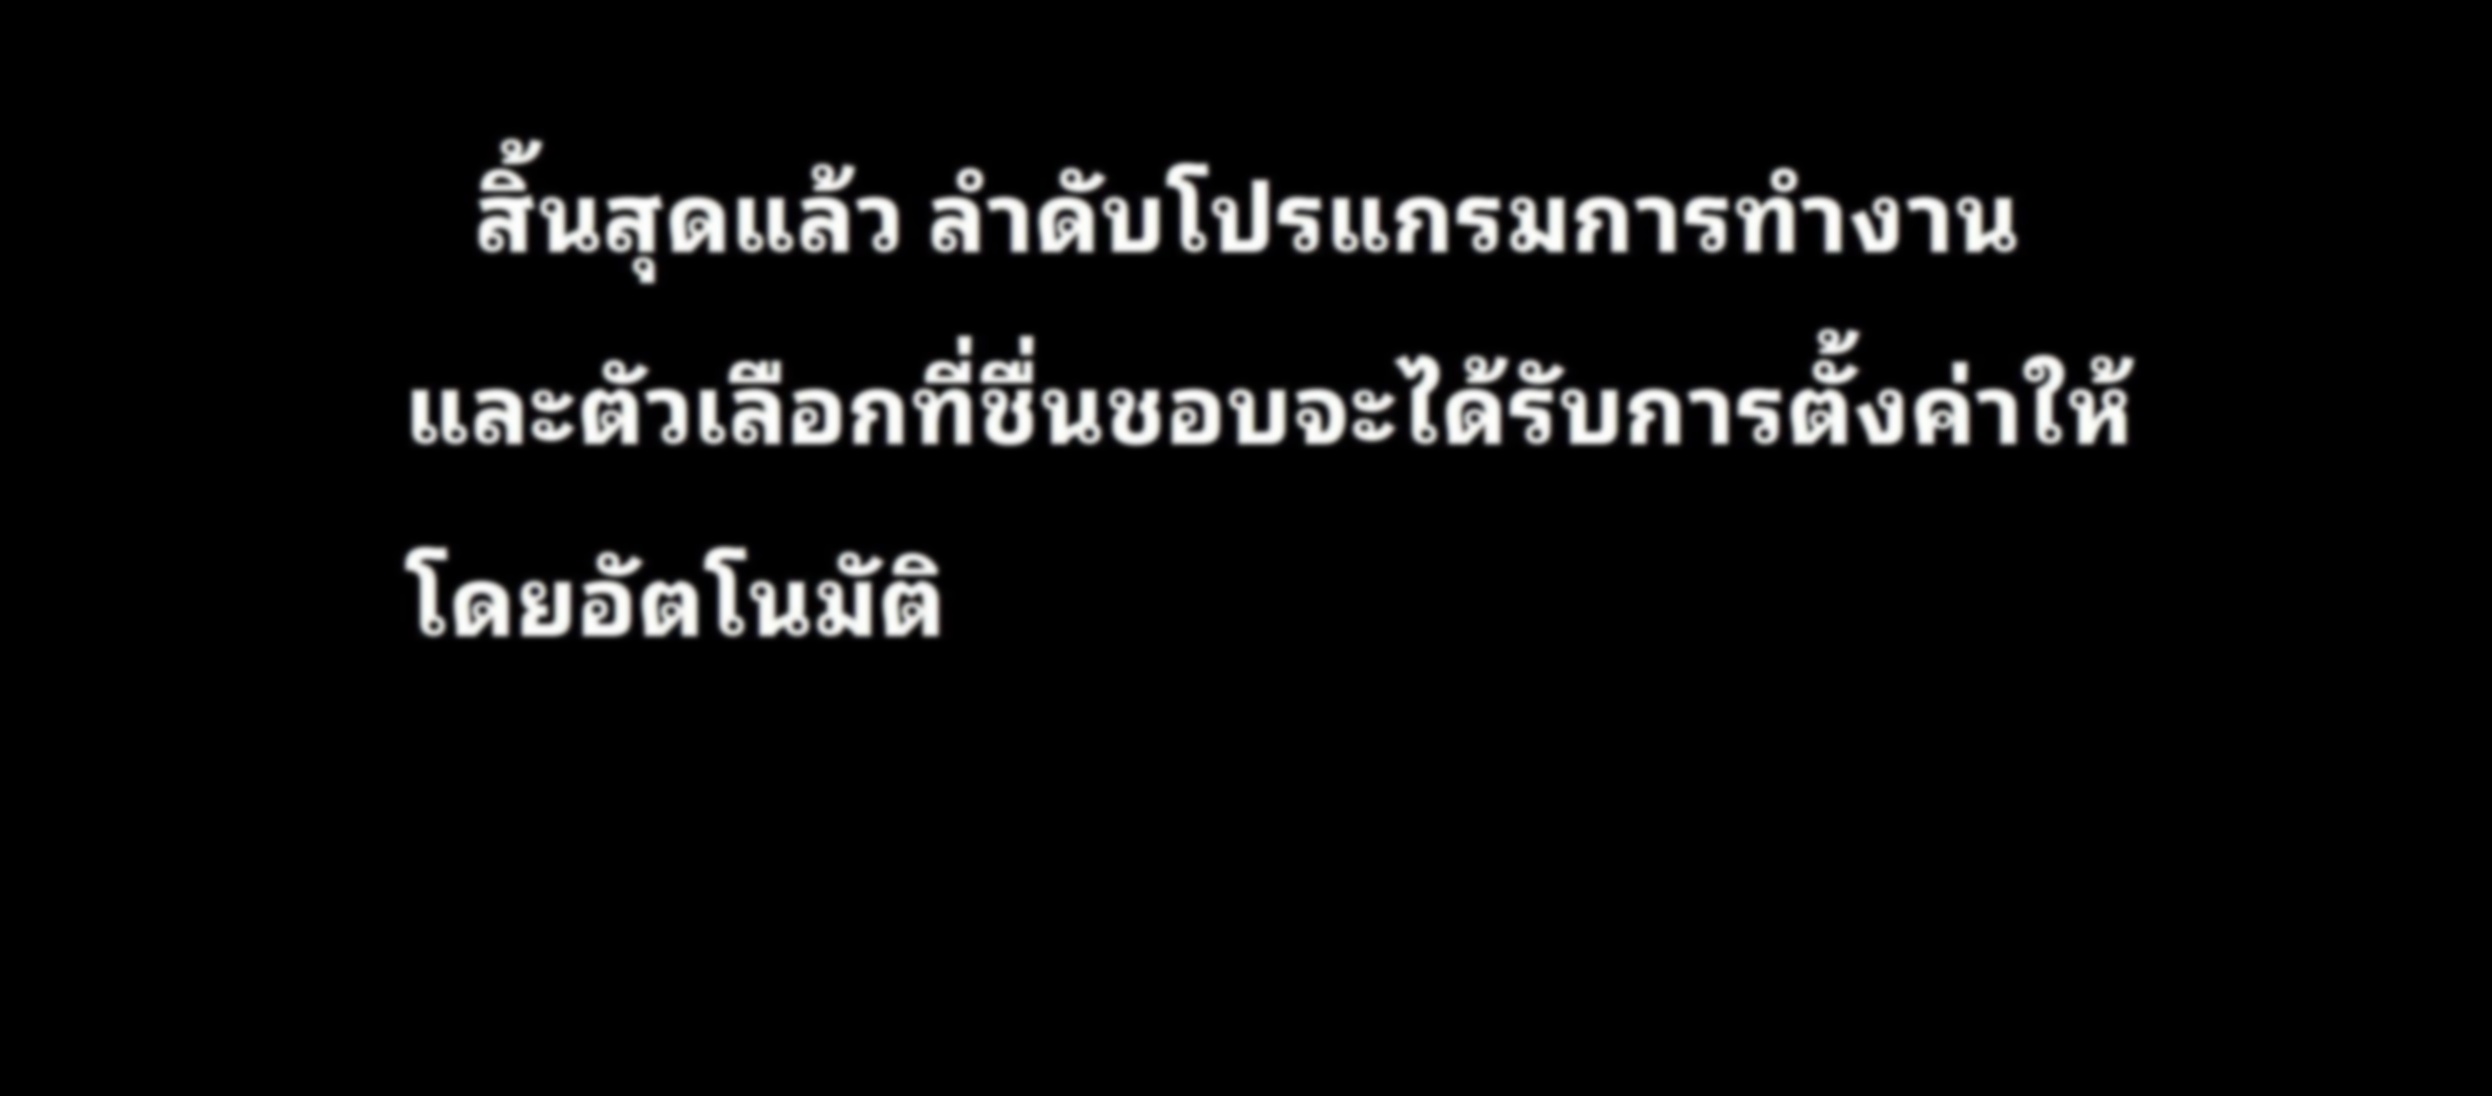 สิ้นสุดแล้ว ลำดับโปรแกรมการทำงาน
และตัวเลือกที่ชื่นชอบจะได้รับการตั้งค่าให้
โดยอัตโนมัติ